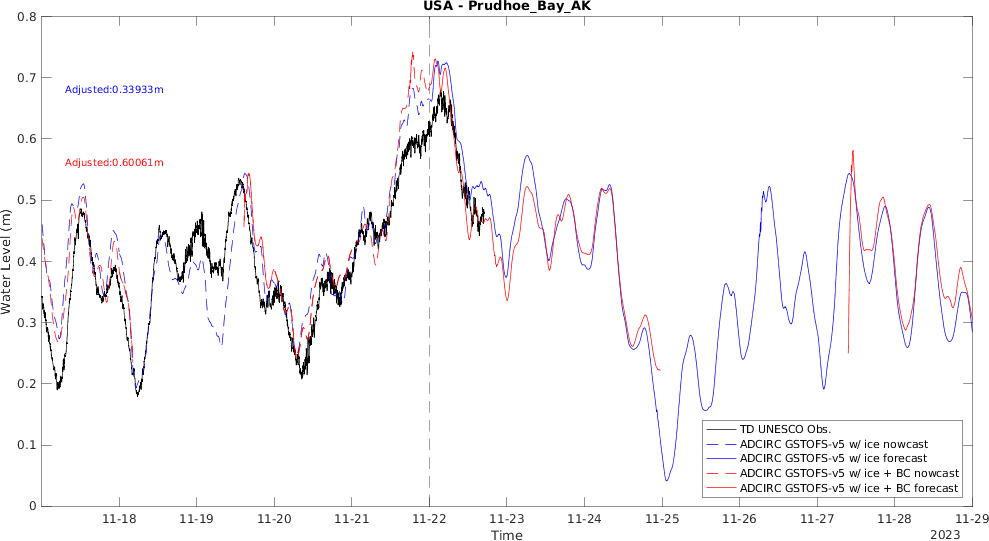 USA - Prudhoe_Bay_AK
0.8
0.7
0.6
0.5
0.4
0.3
0.2
0.1
0
Water Level (m)
Adjusted:0.33933m
Adjusted:0.60061m
TD UNESCO Obs.
ADCIRC GSTOFS-v5 w/ ice nowcast
ADCIRC GSTOFS-v5 w/ ice forecast
ADCIRC GSTOFS-v5 w/ ice + BC nowcast
ADCIRC GSTOFS-v5 w/ ice + BC forecast
11-18 11-19 11-20 11-21 11-22 11-23 11-24 11-25 11-26 11-27 11-28 11-29
Time
2023